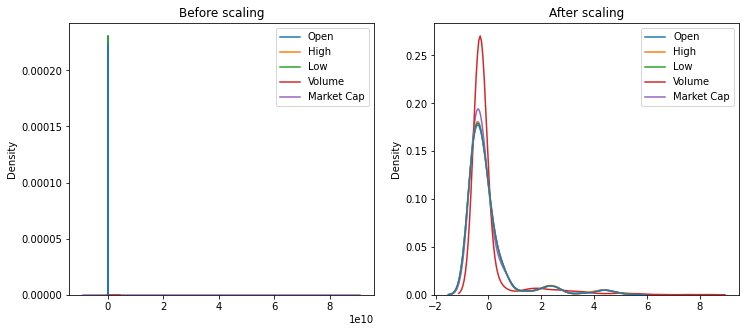 Before scaling
Density
0.00020
0.00015
0.00010
0.00005
0.00000
0
2
4
6
8
1e10
Open
High
Low
Volume
Market Cap
After scaling
Density
0.25
0.20
0.15
0.10
0.05
0.00
−2
0
2
4
6
8
Open
High
Low
Volume
Market Cap